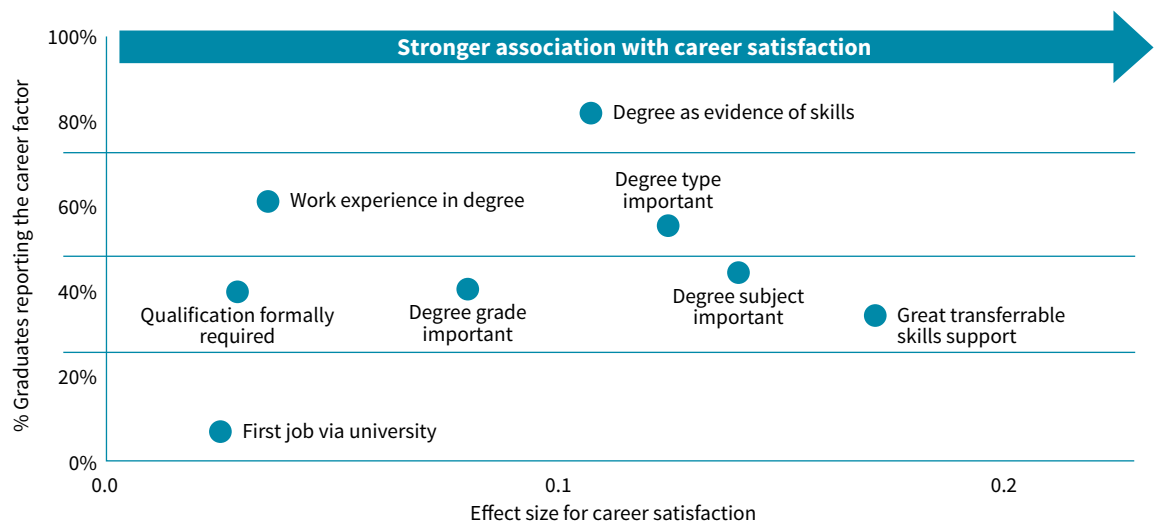 Stronger association with career satisfaction
% Graduates reporting the career factor
100%
80%
60%
40%
20%
0%
Degree as evidence of skills
Work experience in degree
Degree type
important
Qualification formally
required
Degree grade
important
Degree subject
important
Great transferrable
skills support
First job via university
0.0
0.1
0.2
Effect size for career satisfaction